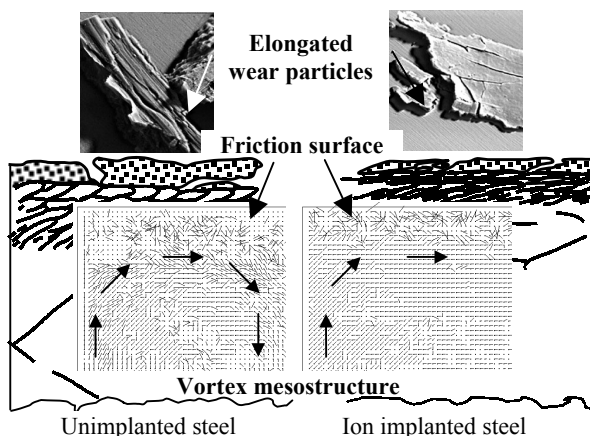 Elongated
wear particles
Friction surface
Vortex mesostructure
Unimplanted steel
Ion implanted steel